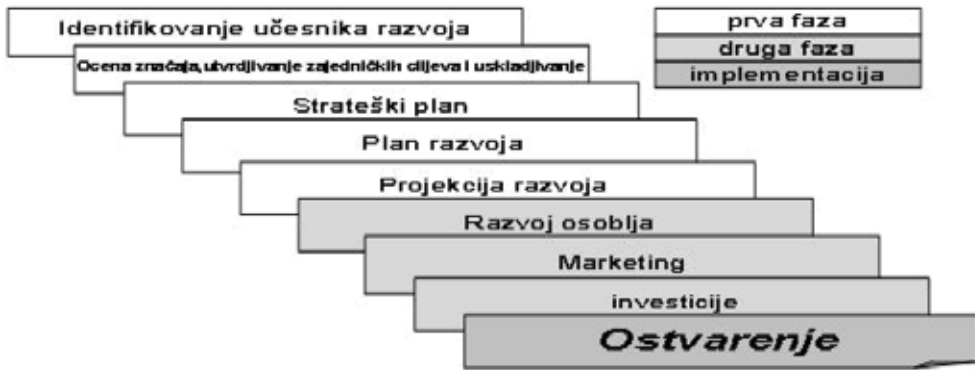 Identifikovanje učesnika razvoja
Ocena značaja, utvrdjivanje zajedničkih ciljeva i uskladjivanje
Strateški plan
Plan razvoja
Projekcija razvoja
Razvoj osoblja
Marketing
investicije
Ostvarenje
prva faza
druga faza
implementacija